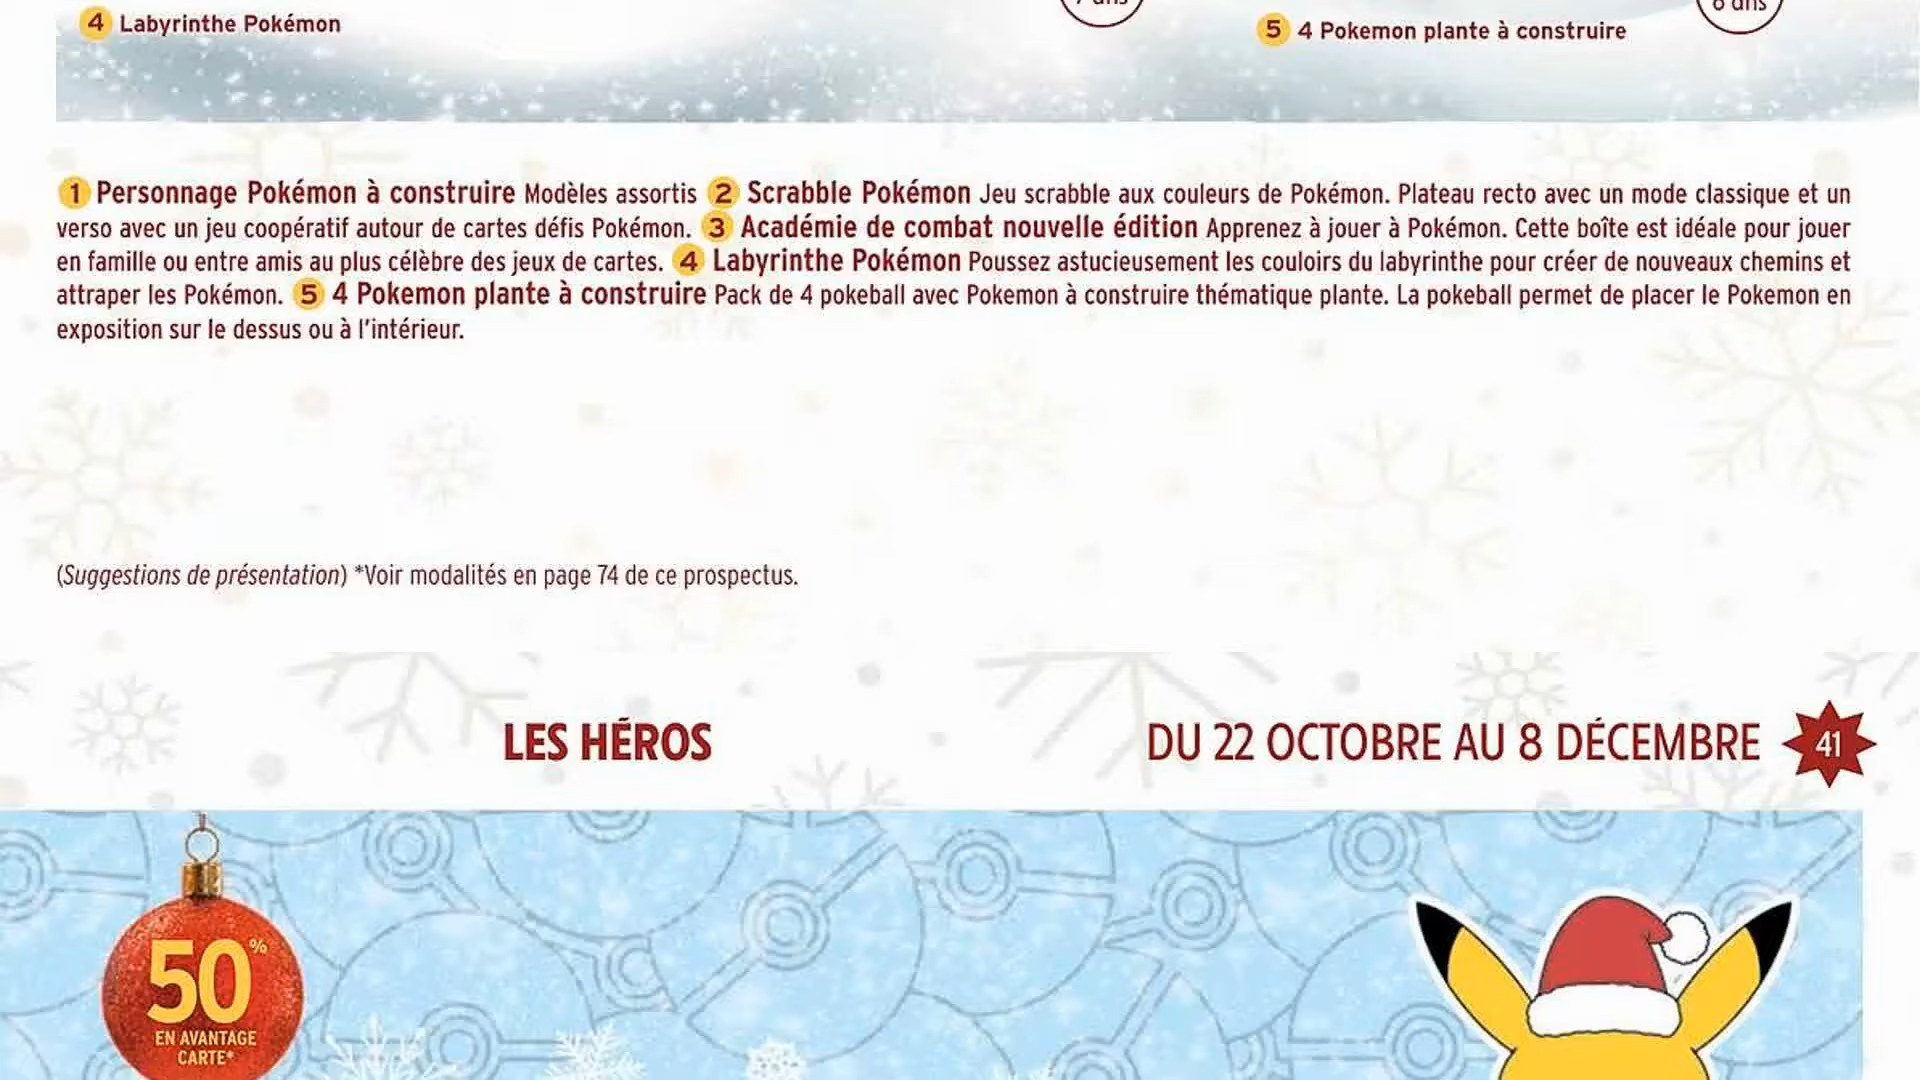 4 Labyrinthe Pokémon
5 4 Pokemon plante à construire
1 Personnage Pokémon à construire Modèles assortis 2 Scrabble Pokémon Jeu scrabble aux couleurs de Pokémon. Plateau recto avec un mode classique et un
verso avec un jeu coopératif autour de cartes défis Pokémon. 3 Académie de combat nouvelle édition Apprenez à jouer à Pokémon. Cette boîte est idéale pour jouer
en famille ou entre amis au plus célèbre des jeux de cartes. 4 Labyrinthe Pokémon Poussez astucieusement les couloirs du labyrinthe pour créer de nouveaux chemins et
attraper les Pokémon. 5 4 Pokemon plante à construire Pack de 4 pokeball avec Pokemon à construire thématique plante. La pokeball permet de placer le Pokemon en
exposition sur le dessus ou à l'intérieur.
(Suggestions de présentation) *Voir modalités en page 74 de ce prospectus.
LES HÉROS
DU 22 OCTOBRE AU 8 DÉCEMBRE 41
50%
EN AVANTAGE
CARTE*